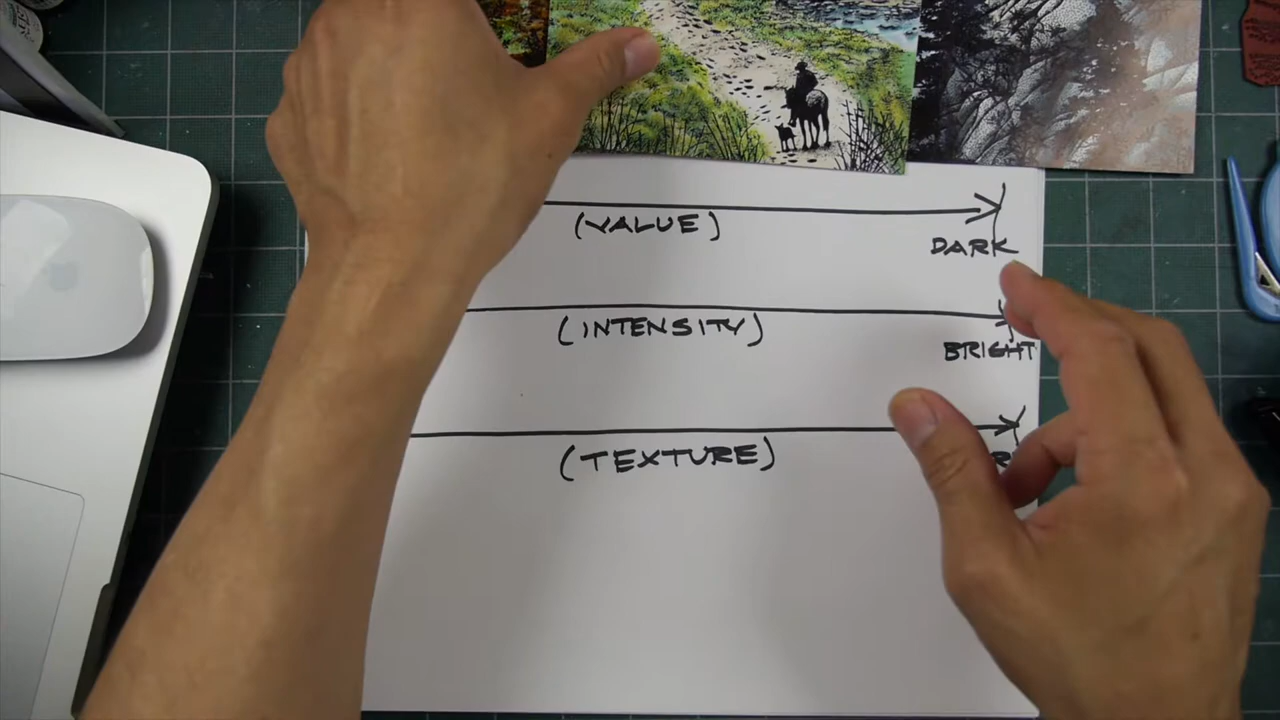 (VALUE)
DARK
(INTENSITY)
BRIGHT
(TEXTURE)